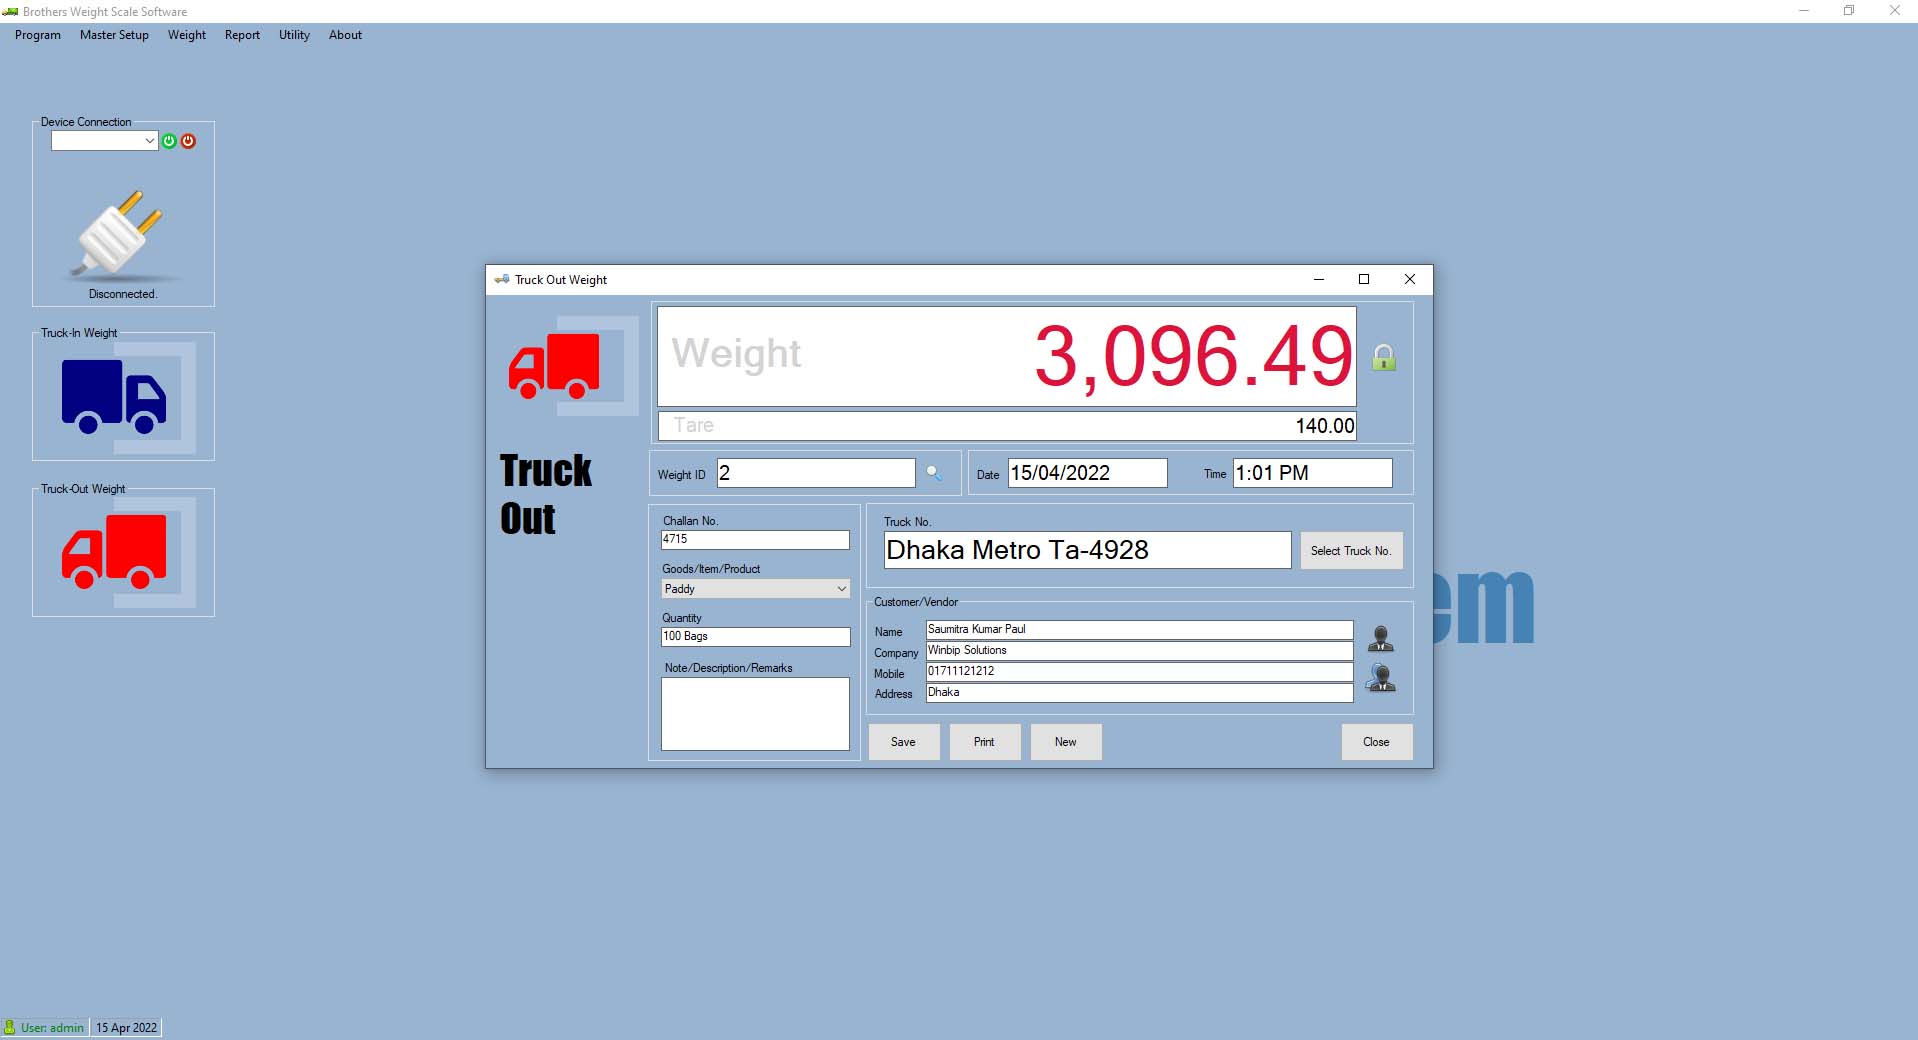 Brothers Weight Scale Software
Program Master Setup Weight Report Utility About
Device Connection
Disconnected.
Truck-In Weight
Truck-Out Weight
Truck Out Weight
Weight 3,096.49
Tare 140.00
Truck
Out
Weight ID 2
Date 15/04/2022
Time 1:01 PM
Challan No.
4715
Goods/Item/Product
Paddy
Quantity
100 Bags
Note/Description/Remarks
Truck No.
Dhaka Metro Ta-4928
Select Truck No.
Customer/Vendor
Name Saumitra Kumar Paul
Company Winbip Solutions
Mobile 01711121212
Address Dhaka
Save Print New Close
em
User: admin 15 Apr 2022